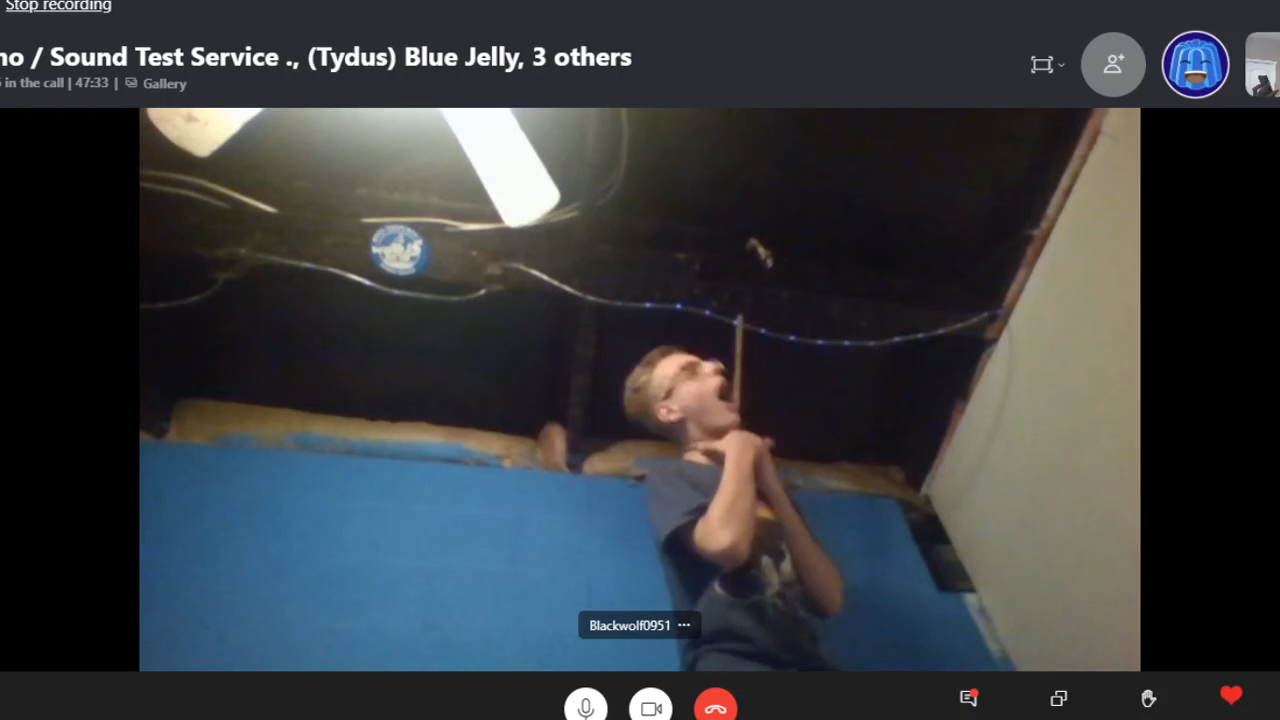 Stop recording
no / Sound Test Service ., (Tydus) Blue Jelly, 3 others
in the call | 47:33 | Gallery
Blackwolf0951 ...